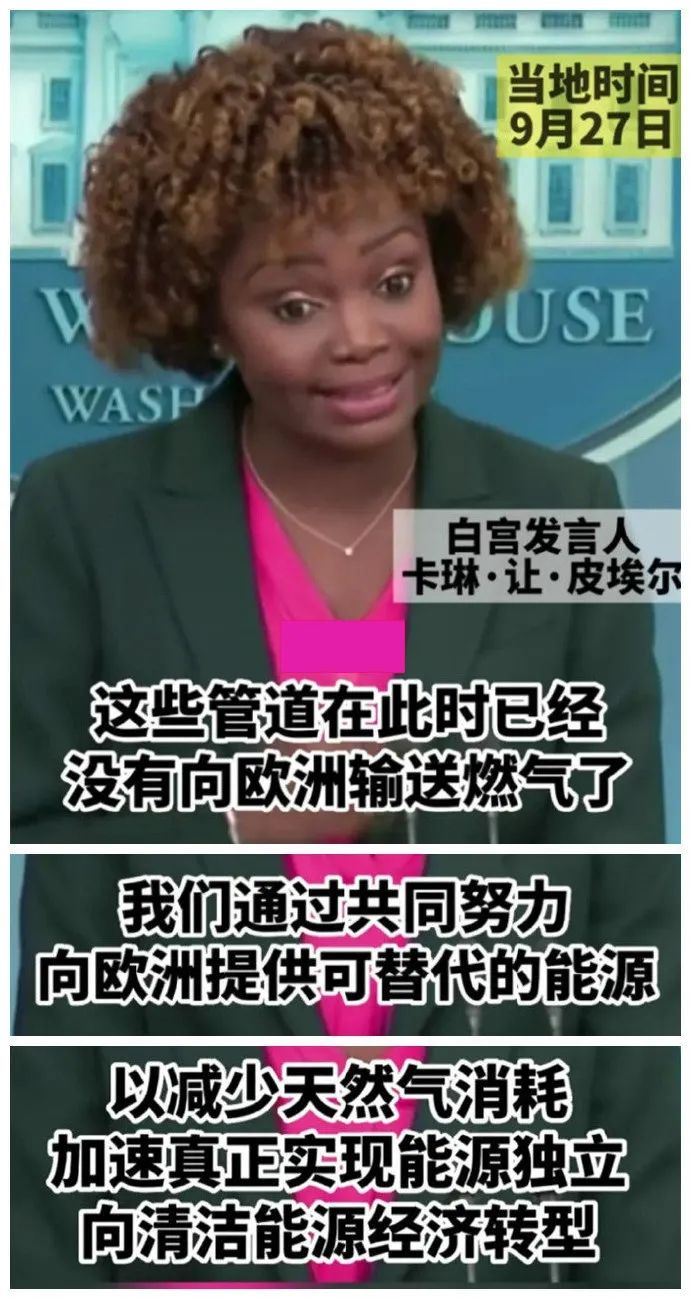 当地时间
9月27日
W OUSE
WASH
白宫发言人
卡琳·让·皮埃尔
这些管道在此时已经
没有向欧洲输送燃气了
我们通过共同努力
向欧洲提供可替代的能源
以减少天然气消耗
加速真正实现能源独立
向清洁能源经济转型